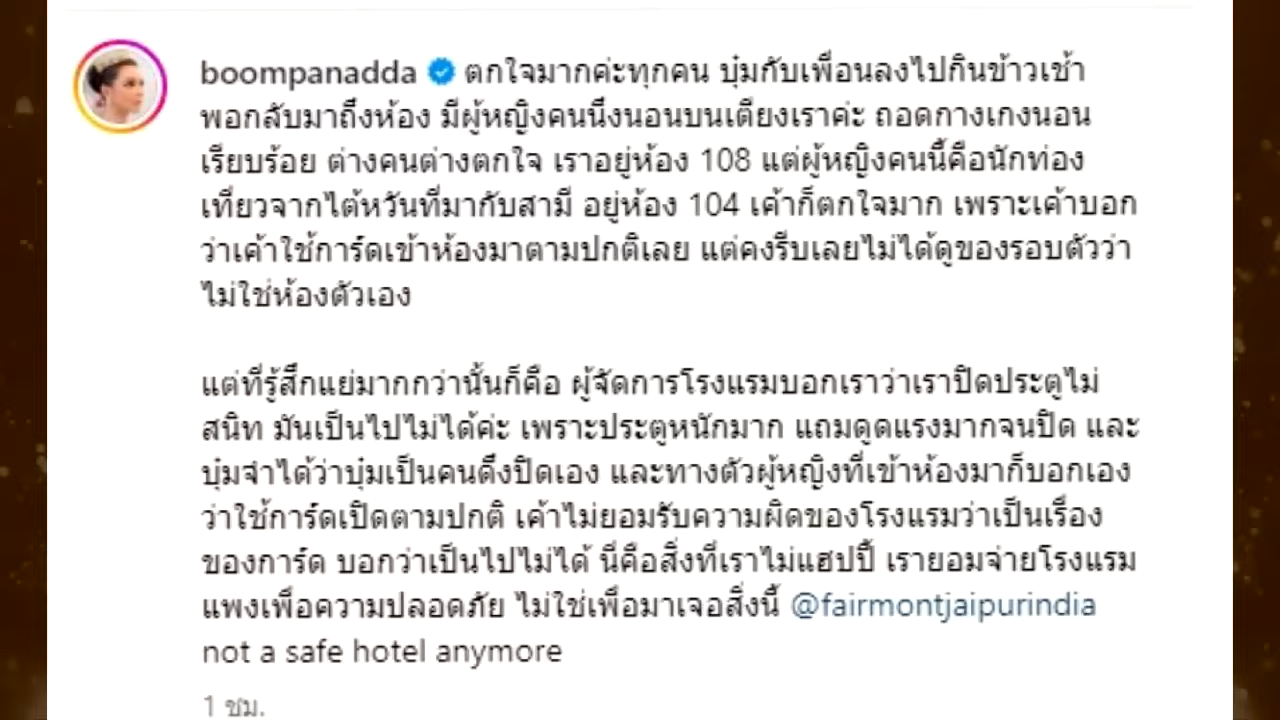 boompanadda ตกใจมากค่ะทุกคน บุ๋มกับเพื่อนลงไปกินข้าวเช้า
พอกลับมาถึงห้อง มีผู้หญิงคนนึงนอนบนเตียงเราค่ะ ถอดกางเกงนอน
เรียบร้อย ต่างคนต่างตกใจ เราอยู่ห้อง 108 แต่ผู้หญิงคนนี้คือนักท่อง
เที่ยวจากไต้หวันที่มากับสามี อยู่ห้อง 104 เค้าก็ตกใจมาก เพราะเค้าบอก
ว่าเค้าใช้การ์ดเข้าห้องมาตามปกติเลย แต่คงรีบเลยไม่ได้ดูของรอบตัวว่า
ไม่ใช่ห้องตัวเอง
แต่ที่รู้สึกแย่มากกว่านั้นก็คือ ผู้จัดการโรงแรมบอกเราว่าเราปิดประตูไม่
สนิท มันเป็นไปไม่ได้ค่ะ เพราะประตูหนักมาก แถมดูดแรงมากจนปิด และ
บุ๋มจำได้ว่าบุ๋มเป็นคนดึงปิดเอง และทางตัวผู้หญิงที่เข้าห้องมาก็บอกเอง
ว่าใช้การ์ดเปิดตามปกติ เค้าไม่ยอมรับความผิดของโรงแรมว่าเป็นเรื่อง
ของการ์ด บอกว่าเป็นไปไม่ได้ นี่คือสิ่งที่เราไม่แฮปปี้ เรายอมจ่ายโรงแรม
แพงเพื่อความปลอดภัย ไม่ใช่เพื่อมาเจอสิ่งนี้ @fairmontjaipurindia
not a safe hotel anymore
1 ชม.